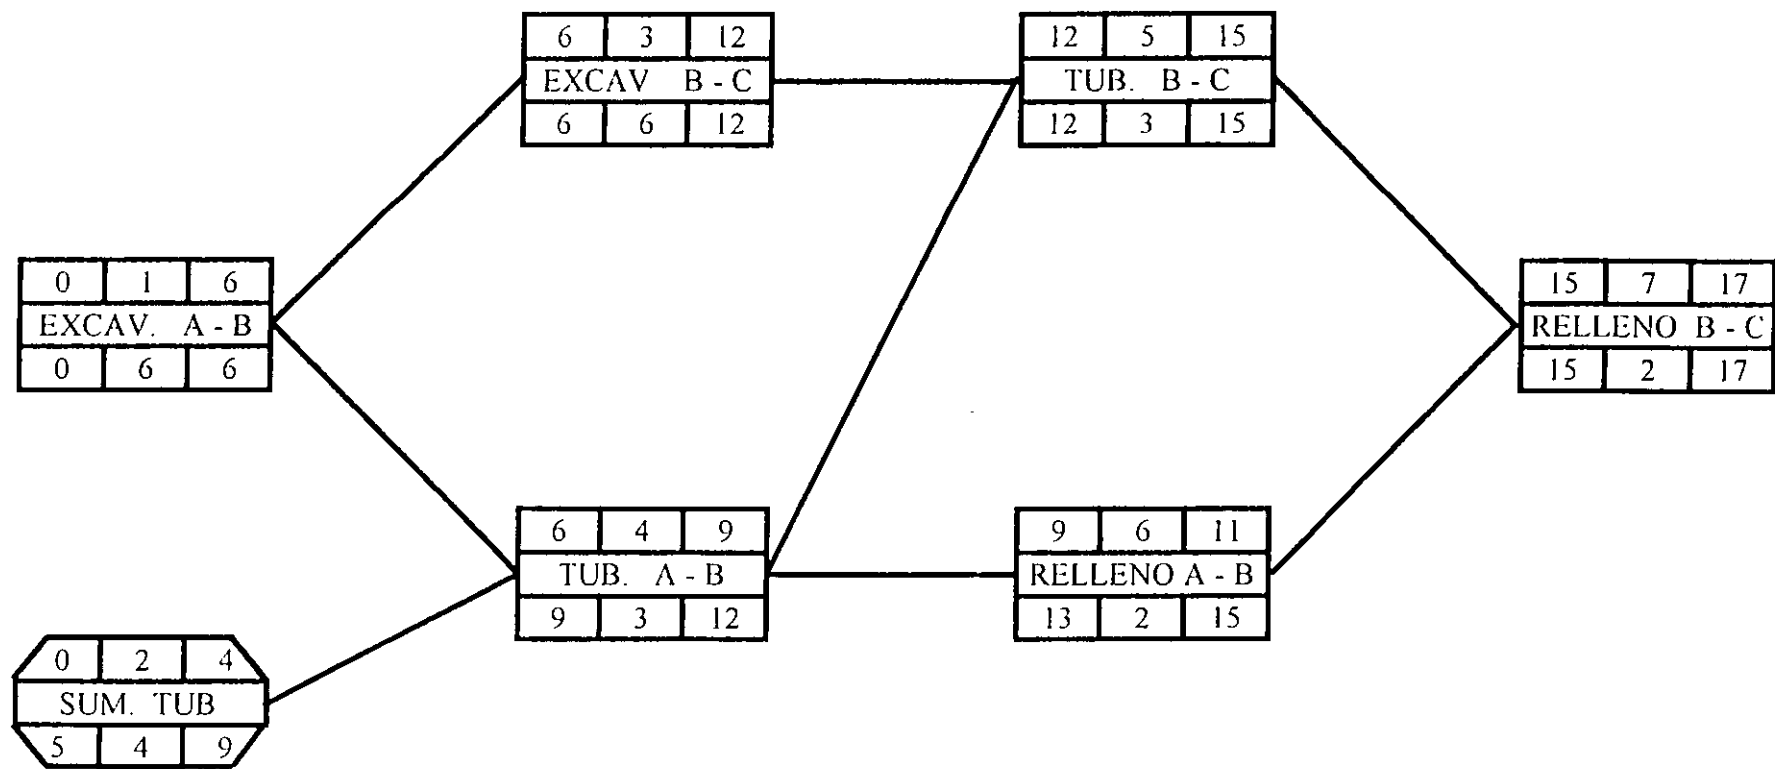 6 3 12
EXCAV B - C
6 6 12
12 5 15
TUB. B - C
12 3 15
0 1 6
EXCAV. A - B
0 6 6
15 7 17
RELLENO B - C
15 2 17
6 4 9
TUB. A - B
9 3 12
9 6 11
RELLENO A - B
13 2 15
0 2 4
SUM. TUB
5 4 9